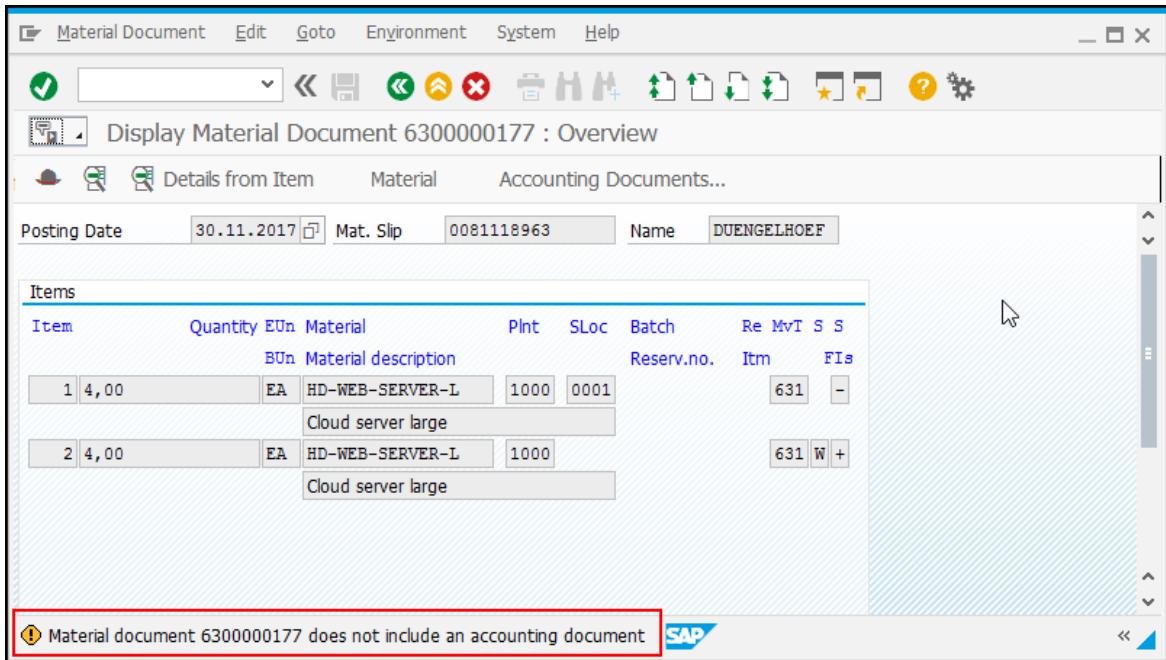 Material Document Edit Goto Environment System Help
Display Material Document 6300000177 : Overview
Details from Item Material Accounting Documents...
Posting Date 30.11.2017 Mat. Slip 0081118963 Name DUENGELHOEF
Items
Item Quantity EUn Material Plnt SLoc Batch Re MvT S S
BUn Material description Reserv.no. Itm FIs
1 4,00 EA HD-WEB-SERVER-L 1000 0001 631 -
Cloud server large
2 4,00 EA HD-WEB-SERVER-L 1000 631 W +
Cloud server large
Material document 6300000177 does not include an accounting document SAP